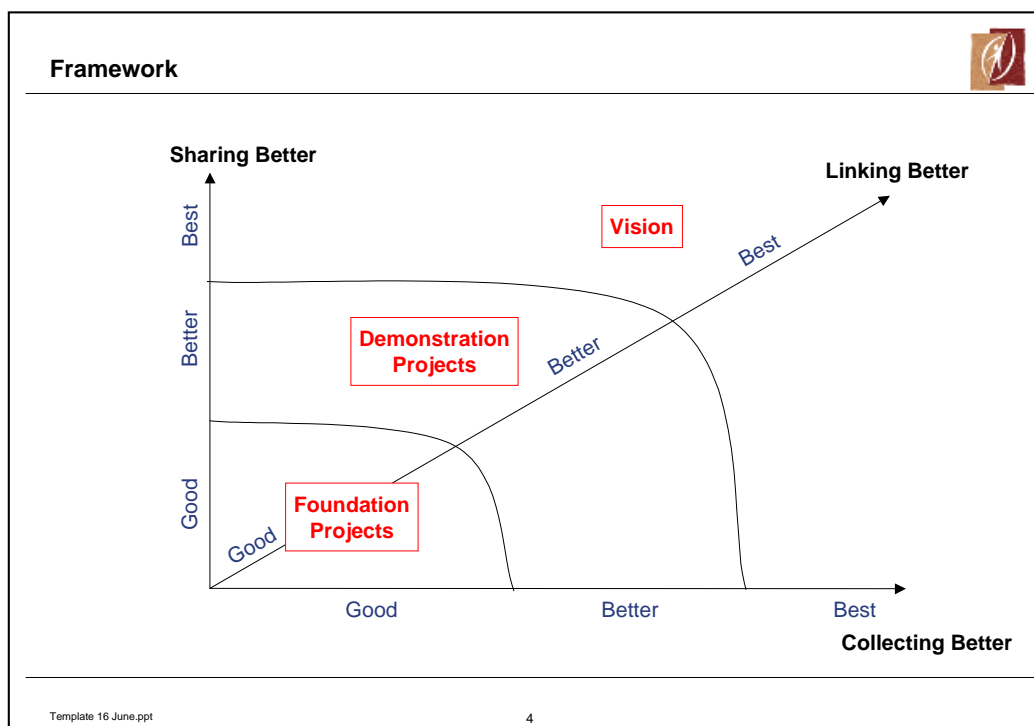 Framework
Sharing Better
Linking Better
Best
Vision
Best
Better
Demonstration
Projects
Better
Good
Foundation
Projects
Good
Good
Better
Best
Collecting Better
Template 16 June.ppt
4